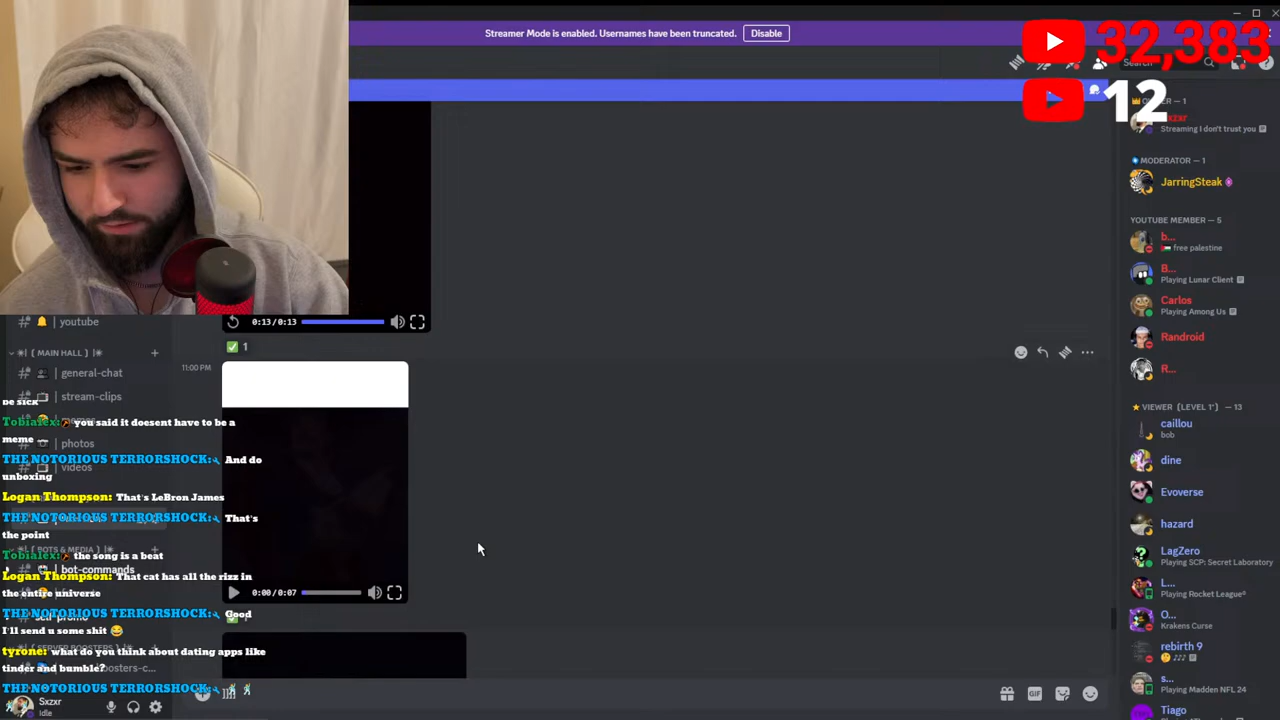 Streamer Mode is enabled. Usernames have been truncated.
Disable
32,383
12
Search
Sxzxr
Streaming I don't trust you
MODERATOR — 1
JarringSteak
YOUTUBE MEMBER — 5
b...
free palestine
B...
Playing Lunar Client
Carlos
Playing Among Us
Randroid
R...
VIEWER (LEVEL 1+) — 13
caillou
bob
dine
Evoverse
hazard
LagZero
Playing SCP: Secret Laboratory
L...
Playing Rocket League®
O...
Krakens Curse
rebirth 9
s...
Playing Madden NFL 24
Tiago
0:13/0:13
1
11:00 PM
0:00/0:07
youtube
( MAIN HALL )
general-chat
stream-clips
photos
videos
( BOTS & MEDIA )
bot-commands
self-promo
be sick
Tobialex: you said it doesent have to be a
meme
THE NOTORIOUS TERRORSHOCK: And do
unboxing
Logan Thompson: That's LeBron James
THE NOTORIOUS TERRORSHOCK: That's
the point
Tobialex: the song is a beat
Logan Thompson: That cat has all the rizz in
the entire universe
THE NOTORIOUS TERRORSHOCK: Good
I'll send u some shit 😂
tyrone: what do you think about dating apps like
tinder and bumble?
THE NOTORIOUS TERRORSHOCK:
Sxzxr
Idle
GIF